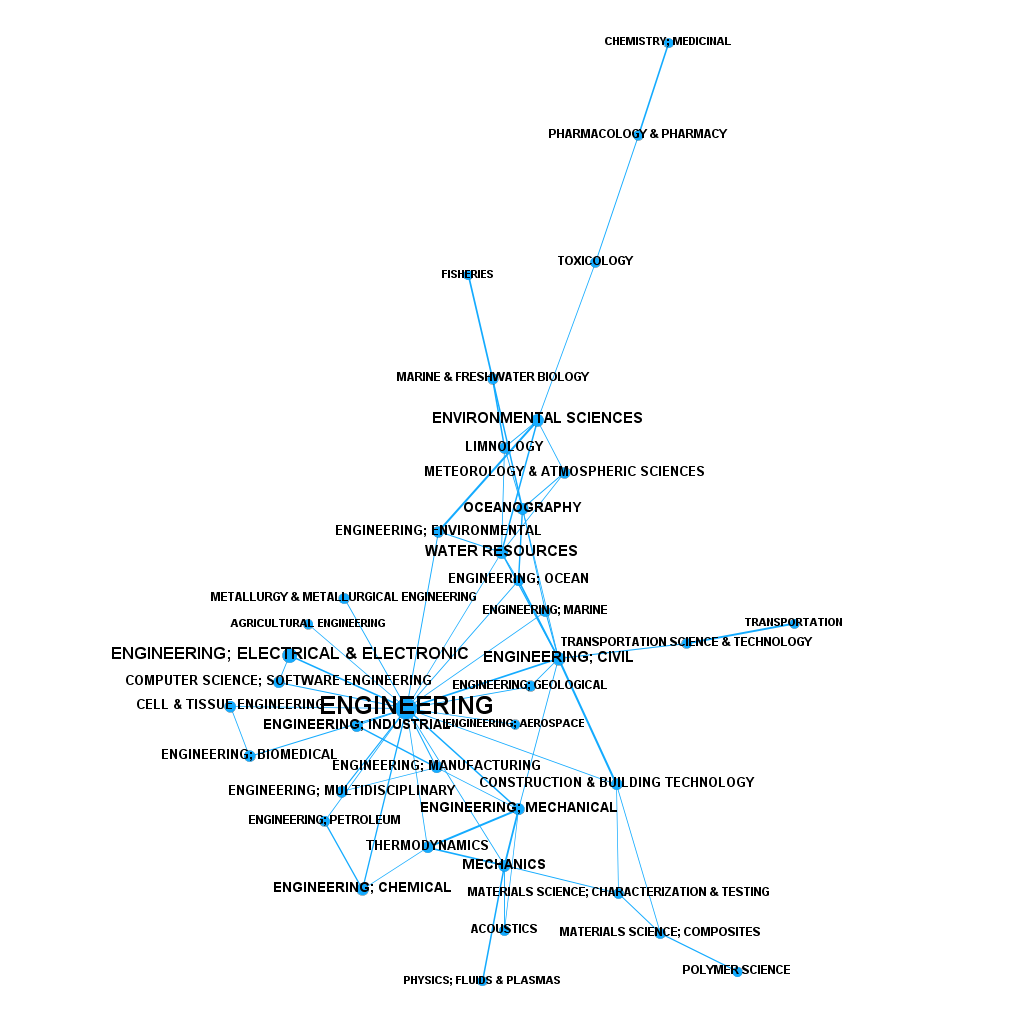 CHEMISTRY; MEDICINAL
PHARMACOLOGY & PHARMACY
TOXICOLOGY
FISHERIES
MARINE & FRESHWATER BIOLOGY
ENVIRONMENTAL SCIENCES
LIMNOLOGY
METEOROLOGY & ATMOSPHERIC SCIENCES
OCEANOGRAPHY
ENGINEERING; ENVIRONMENTAL
WATER RESOURCES
ENGINEERING; OCEAN
METALLURGY & METALLURGICAL ENGINEERING
ENGINEERING; MARINE
AGRICULTURAL ENGINEERING
TRANSPORTATION
TRANSPORTATION SCIENCE & TECHNOLOGY
ENGINEERING; ELECTRICAL & ELECTRONIC
ENGINEERING; CIVIL
COMPUTER SCIENCE; SOFTWARE ENGINEERING
ENGINEERING; GEOLOGICAL
CELL & TISSUE ENGINEERING
ENGINEERING
ENGINEERING; INDUSTRIAL
ENGINEERING; AEROSPACE
ENGINEERING; BIOMEDICAL
ENGINEERING; MANUFACTURING
CONSTRUCTION & BUILDING TECHNOLOGY
ENGINEERING; MULTIDISCIPLINARY
ENGINEERING; MECHANICAL
ENGINEERING; PETROLEUM
THERMODYNAMICS
MECHANICS
ENGINEERING; CHEMICAL
MATERIALS SCIENCE; CHARACTERIZATION & TESTING
ACOUSTICS
MATERIALS SCIENCE; COMPOSITES
POLYMER SCIENCE
PHYSICS; FLUIDS & PLASMAS